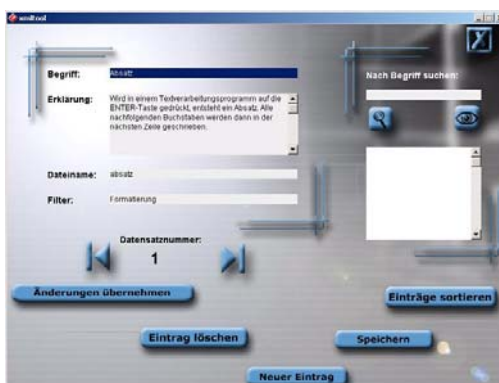 xmltool
Begriff:
Absatz
Erklärung:
Wird in einem Textverarbeitungsprogramm auf die
ENTER-Taste gedrückt, entsteht ein Absatz. Alle
nachfolgenden Buchstaben werden dann in der
nächsten Zeile geschrieben.
Dateiname:
absatz
Filter:
Formatierung
Datensatznummer:
1
Änderungen übernehmen
Eintrag löschen
Neuer Eintrag
Nach Begriff suchen:
Einträge sortieren
Speichern